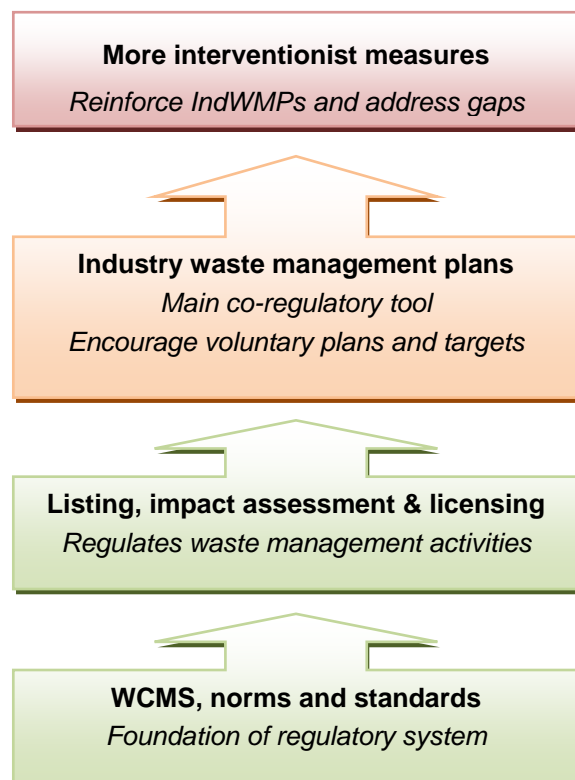 More interventionist measures
Reinforce IndWMPs and address gaps
Industry waste management plans
Main co-regulatory tool
Encourage voluntary plans and targets
Listing, impact assessment & licensing
Regulates waste management activities
WCMS, norms and standards
Foundation of regulatory system